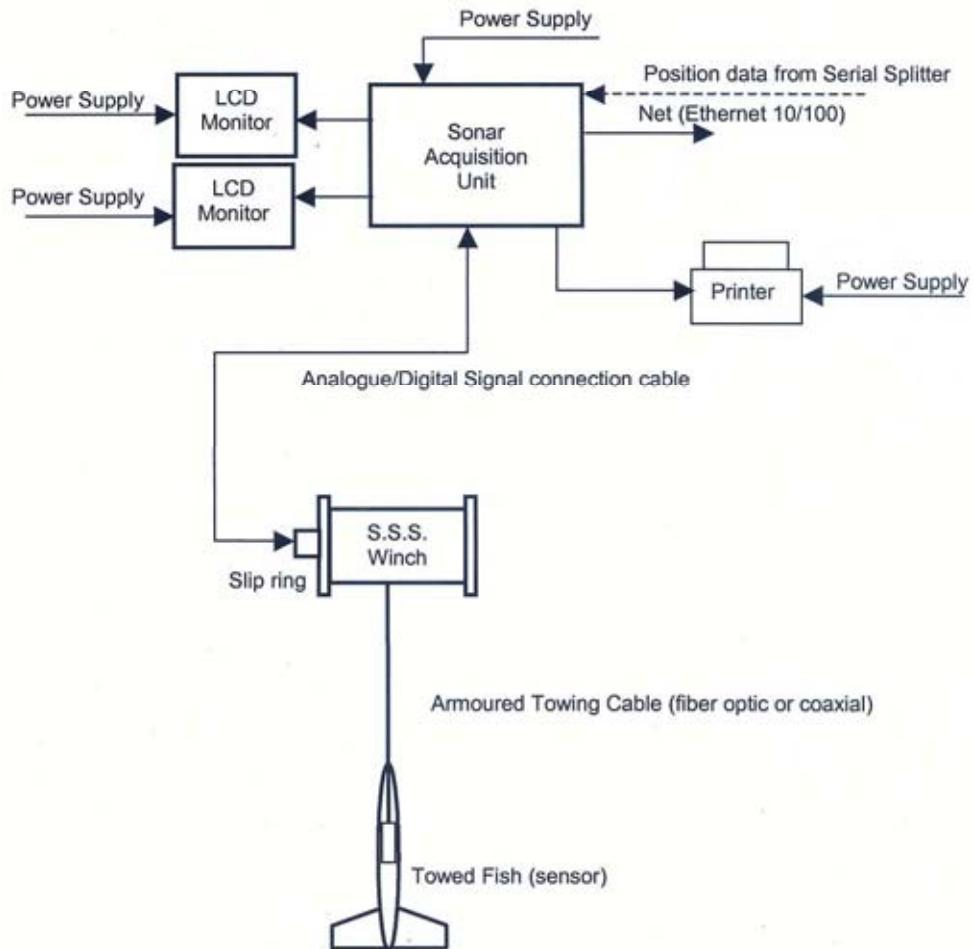 Power Supply
Position data from Serial Splitter
Net (Ethernet 10/100)
Power Supply
LCD
Monitor
Sonar
Acquisition
Unit
Power Supply
LCD
Monitor
Printer
Power Supply
Analogue/Digital Signal connection cable
S.S.S.
Winch
Slip ring
Armoured Towing Cable (fiber optic or coaxial)
Towed Fish (sensor)